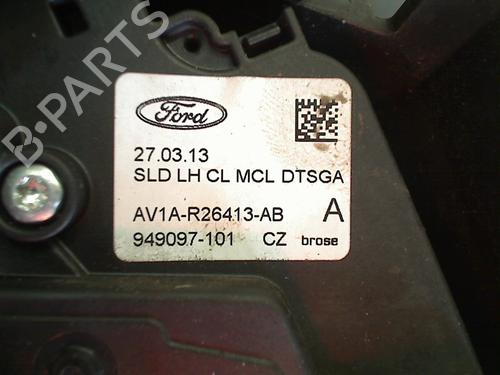 B·PARTS
Ford
27.03.13
SLD LH CL MCL DTSGA
AV1A-R26413-AB A
949097-101 CZ brose